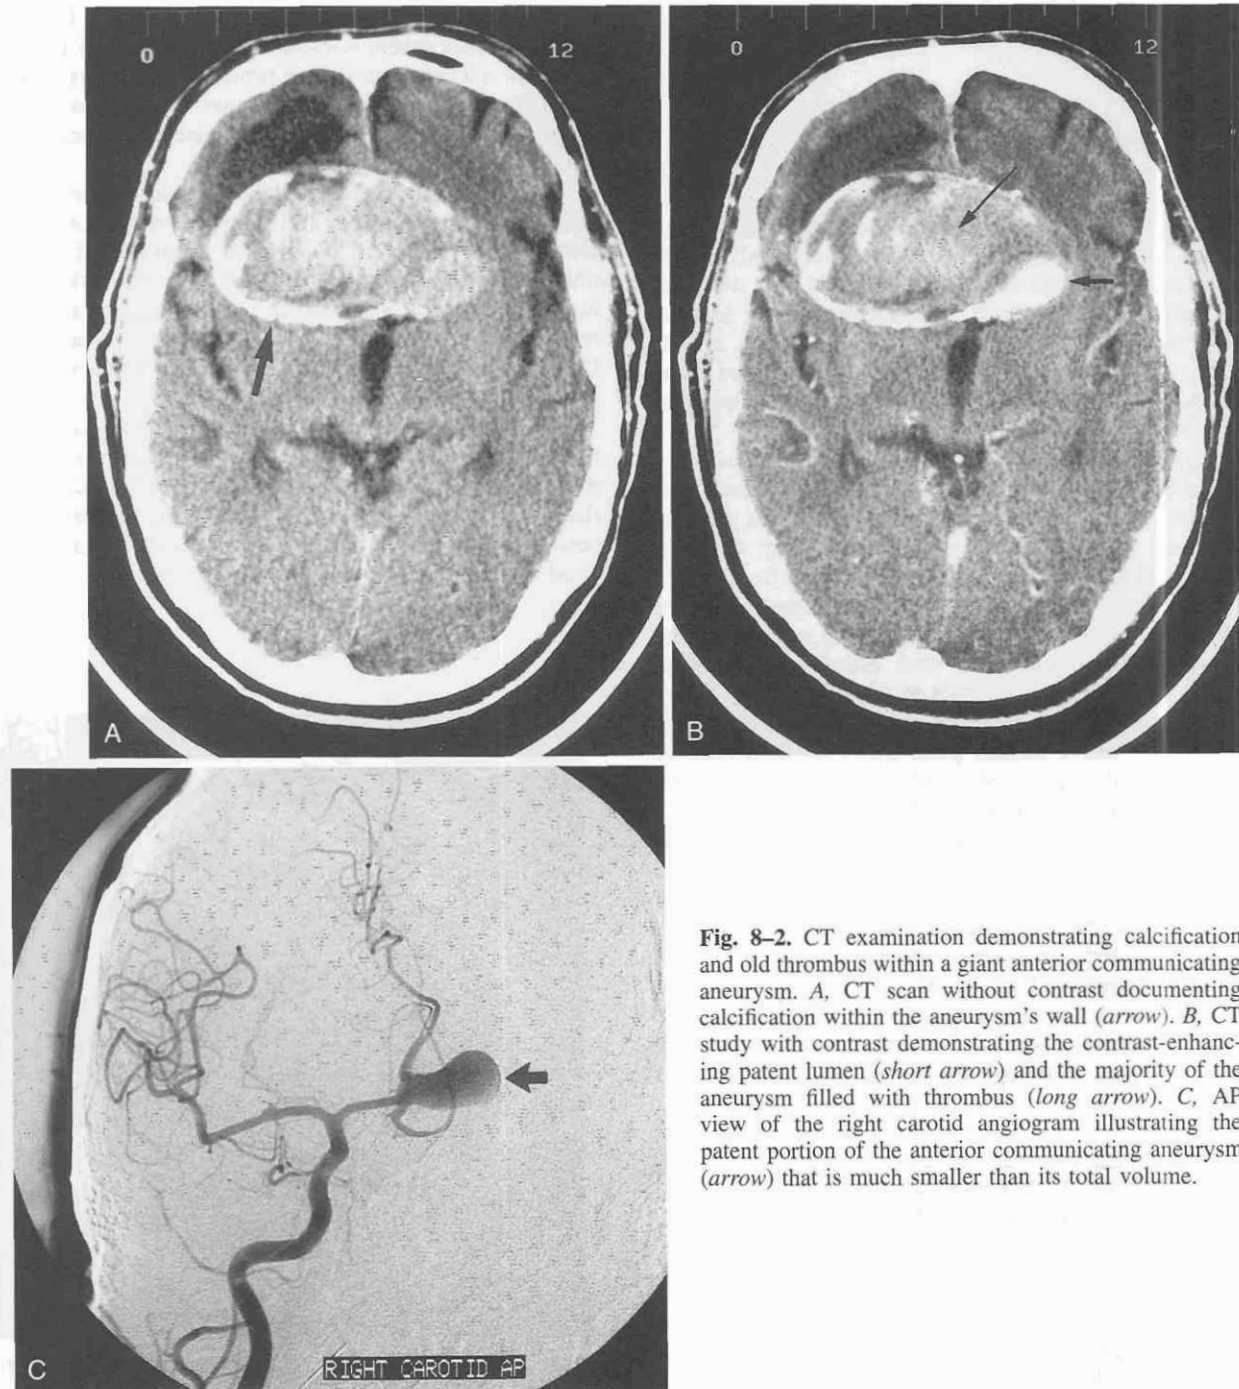 0 12
0 12
A
B
C
RIGHT CAROTID AP
Fig. 8–2. CT examination demonstrating calcification
and old thrombus within a giant anterior communicating
aneurysm. A, CT scan without contrast documenting
calcification within the aneurysm's wall (arrow). B, CT
study with contrast demonstrating the contrast-enhanc-
ing patent lumen (short arrow) and the majority of the
aneurysm filled with thrombus (long arrow). C, AP
view of the right carotid angiogram illustrating the
patent portion of the anterior communicating aneurysm
(arrow) that is much smaller than its total volume.